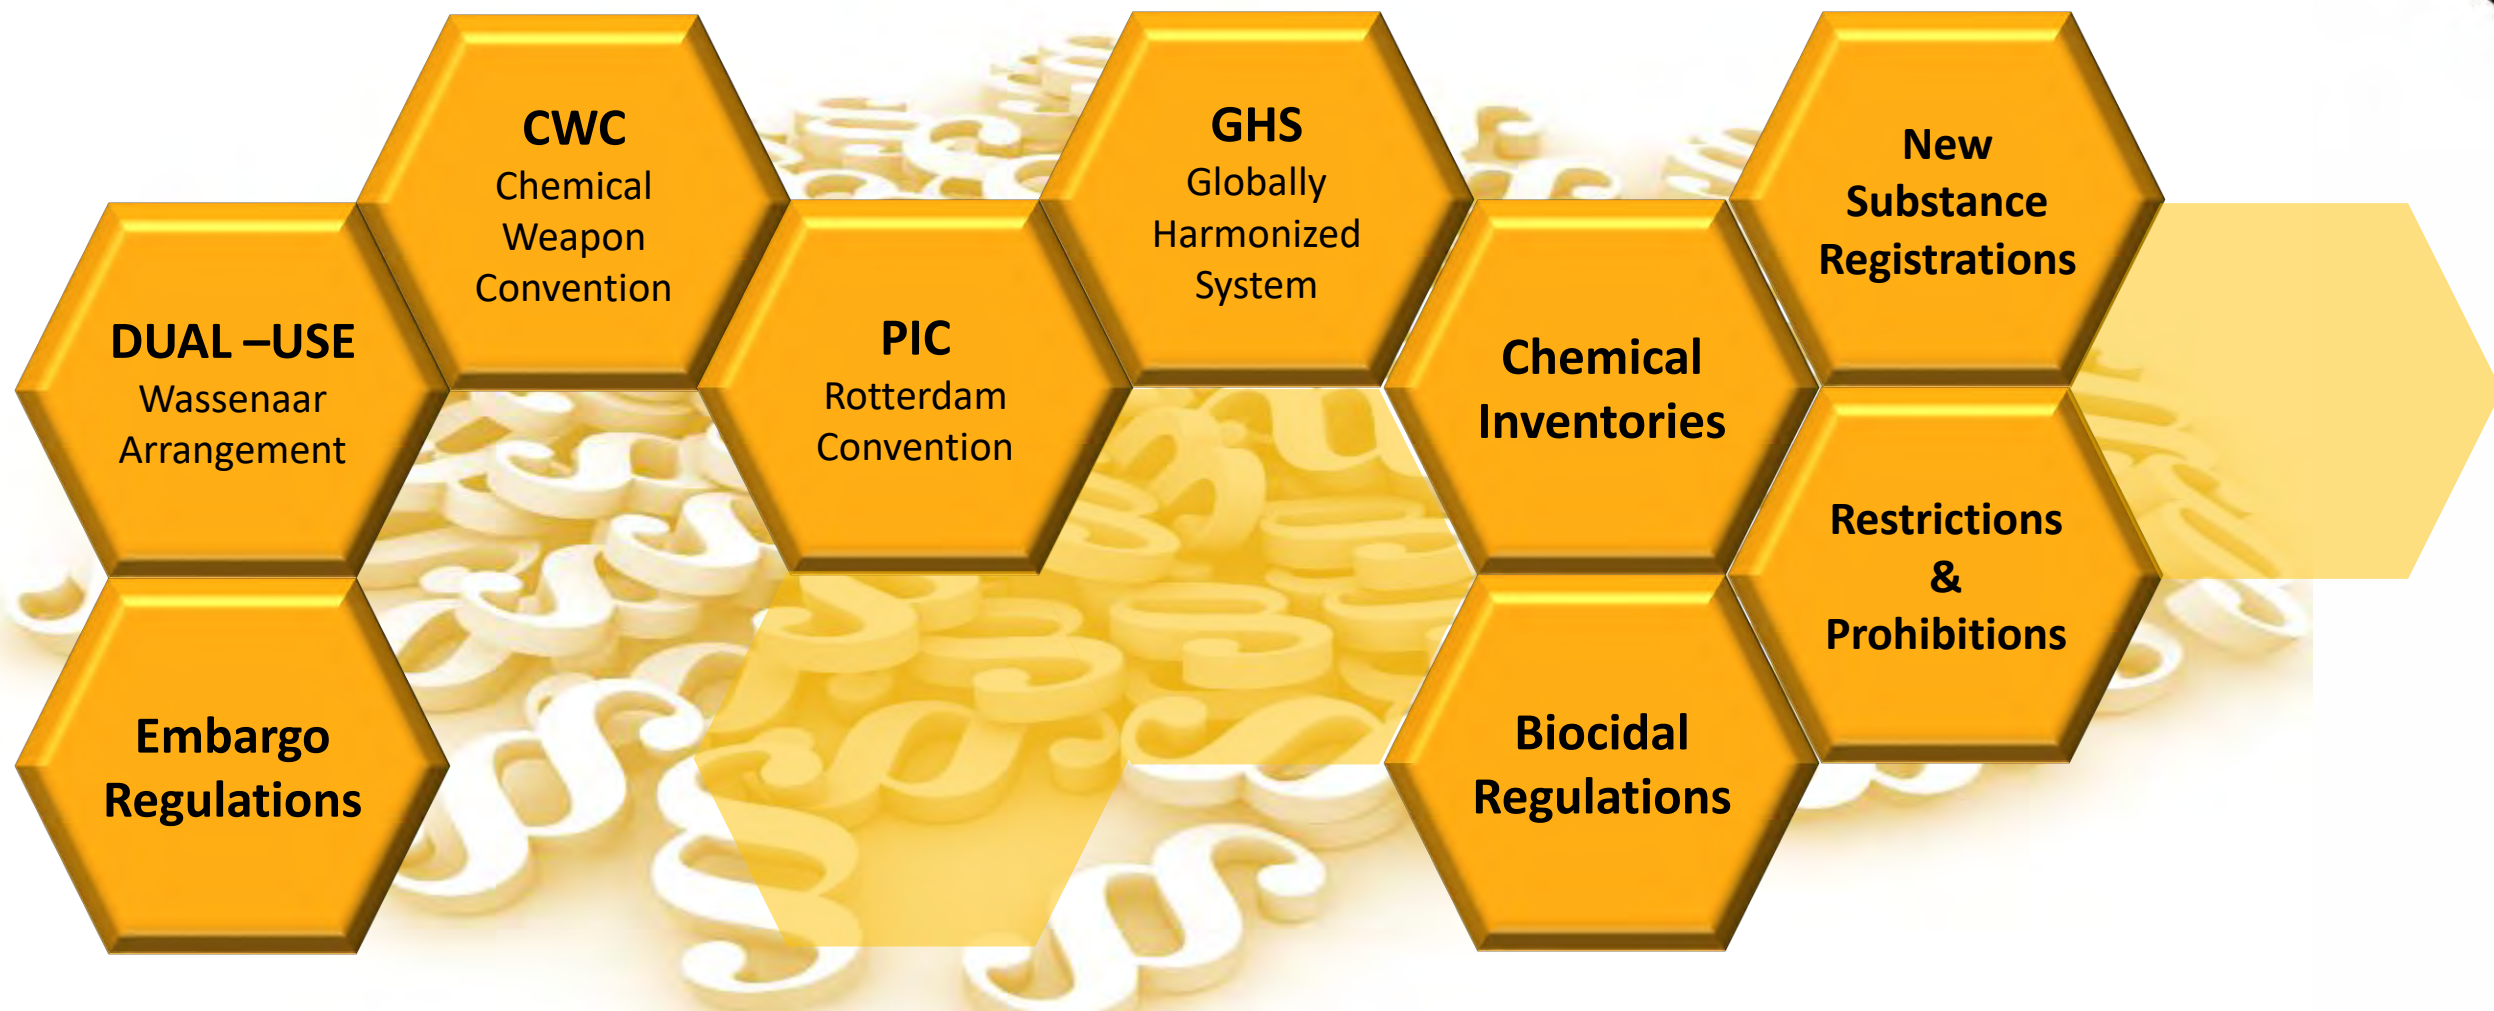 CWC
Chemical
Weapon
Convention
GHS
Globally
Harmonized
System
New
Substance
Registrations
DUAL –USE
Wassenaar
Arrangement
PIC
Rotterdam
Convention
Chemical
Inventories
Restrictions
&
Prohibitions
Embargo
Regulations
Biocidal
Regulations